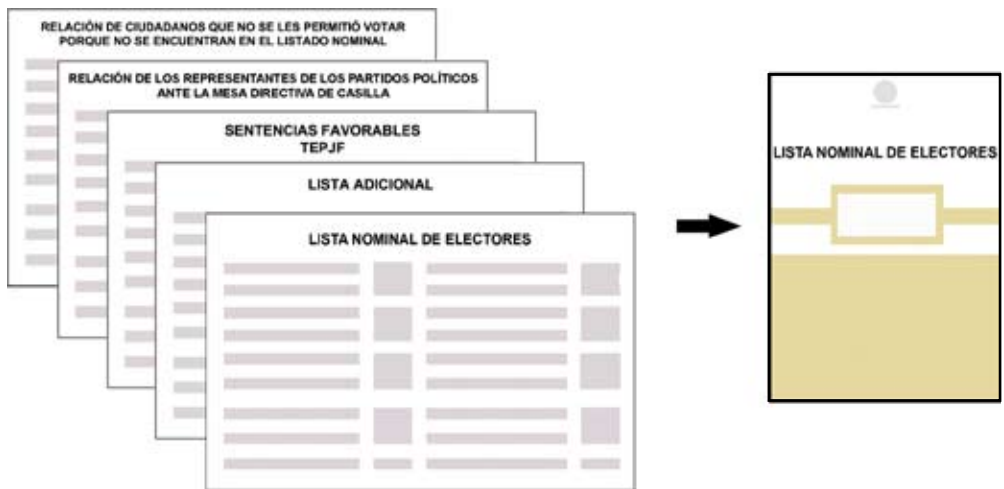 RELACIÓN DE CIUDADANOS QUE NO SE LES PERMITIÓ VOTAR
PORQUE NO SE ENCUENTRAN EN EL LISTADO NOMINAL
RELACIÓN DE LOS REPRESENTANTES DE LOS PARTIDOS POLÍTICOS
ANTE LA MESA DIRECTIVA DE CASILLA
SENTENCIAS FAVORABLES
TEPJF
LISTA ADICIONAL
LISTA NOMINAL DE ELECTORES
LISTA NOMINAL DE ELECTORES